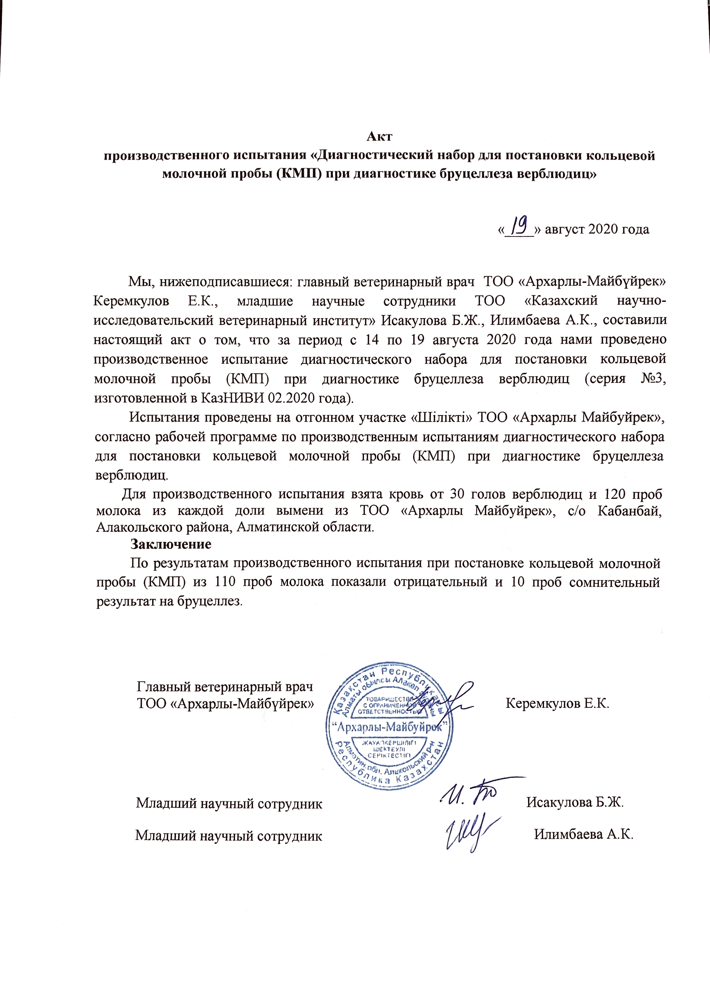 Акт
производственного испытания «Диагностический набор для постановки кольцевой
молочной пробы (КМП) при диагностике бруцеллеза верблюдиц»
«19» август 2020 года
Мы, нижеподписавшиеся: главный ветеринарный врач ТОО «Архарлы-Майбүйрек»
Керемкулов Е.К., младшие научные сотрудники ТОО «Казахский научно-
исследовательский ветеринарный институт» Исакулова Б.Ж., Илимбаева А.К., составили
настоящий акт о том, что за период с 14 по 19 августа 2020 года нами проведено
производственное испытание диагностического набора для постановки кольцевой
молочной пробы (КМП) при диагностике бруцеллеза верблюдиц (серия №3,
изготовленной в КазНИВИ 02.2020 года).
Испытания проведены на отгонном участке «Шілікті» ТОО «Архарлы Майбуйрек»,
согласно рабочей программе по производственным испытаниям диагностического набора
для постановки кольцевой молочной пробы (КМП) при диагностике бруцеллеза
верблюдиц.
Для производственного испытания взята кровь от 30 голов верблюдиц и 120 проб
молока из каждой доли вымени из ТОО «Архарлы Майбуйрек», с/о Кабанбай,
Алакольского района, Алматинской области.
Заключение
По результатам производственного испытания при постановке кольцевой молочной
пробы (КМП) из 110 проб молока показали отрицательный и 10 проб сомнительный
результат на бруцеллез.
Главный ветеринарный врач
ТОО «Архарлы-Майбүйрек» Керемкулов Е.К.
Қазақстан Республикасы
Алматы облысы Алакөл
ТОВАРИЩЕСТВО
С ОГРАНИЧЕННОЙ
ОТВЕТСТВЕННОСТЬЮ
“Архарлы-Майбуйрек”
ЖАУАПКЕРШІЛІГІ
ШЕКТЕУЛІ
СЕРІКТЕСТІГІ
Алматин. обл. Алакольский р-н
Республика Казахстан
Младший научный сотрудник Исакулова Б.Ж.
Младший научный сотрудник Илимбаева А.К.